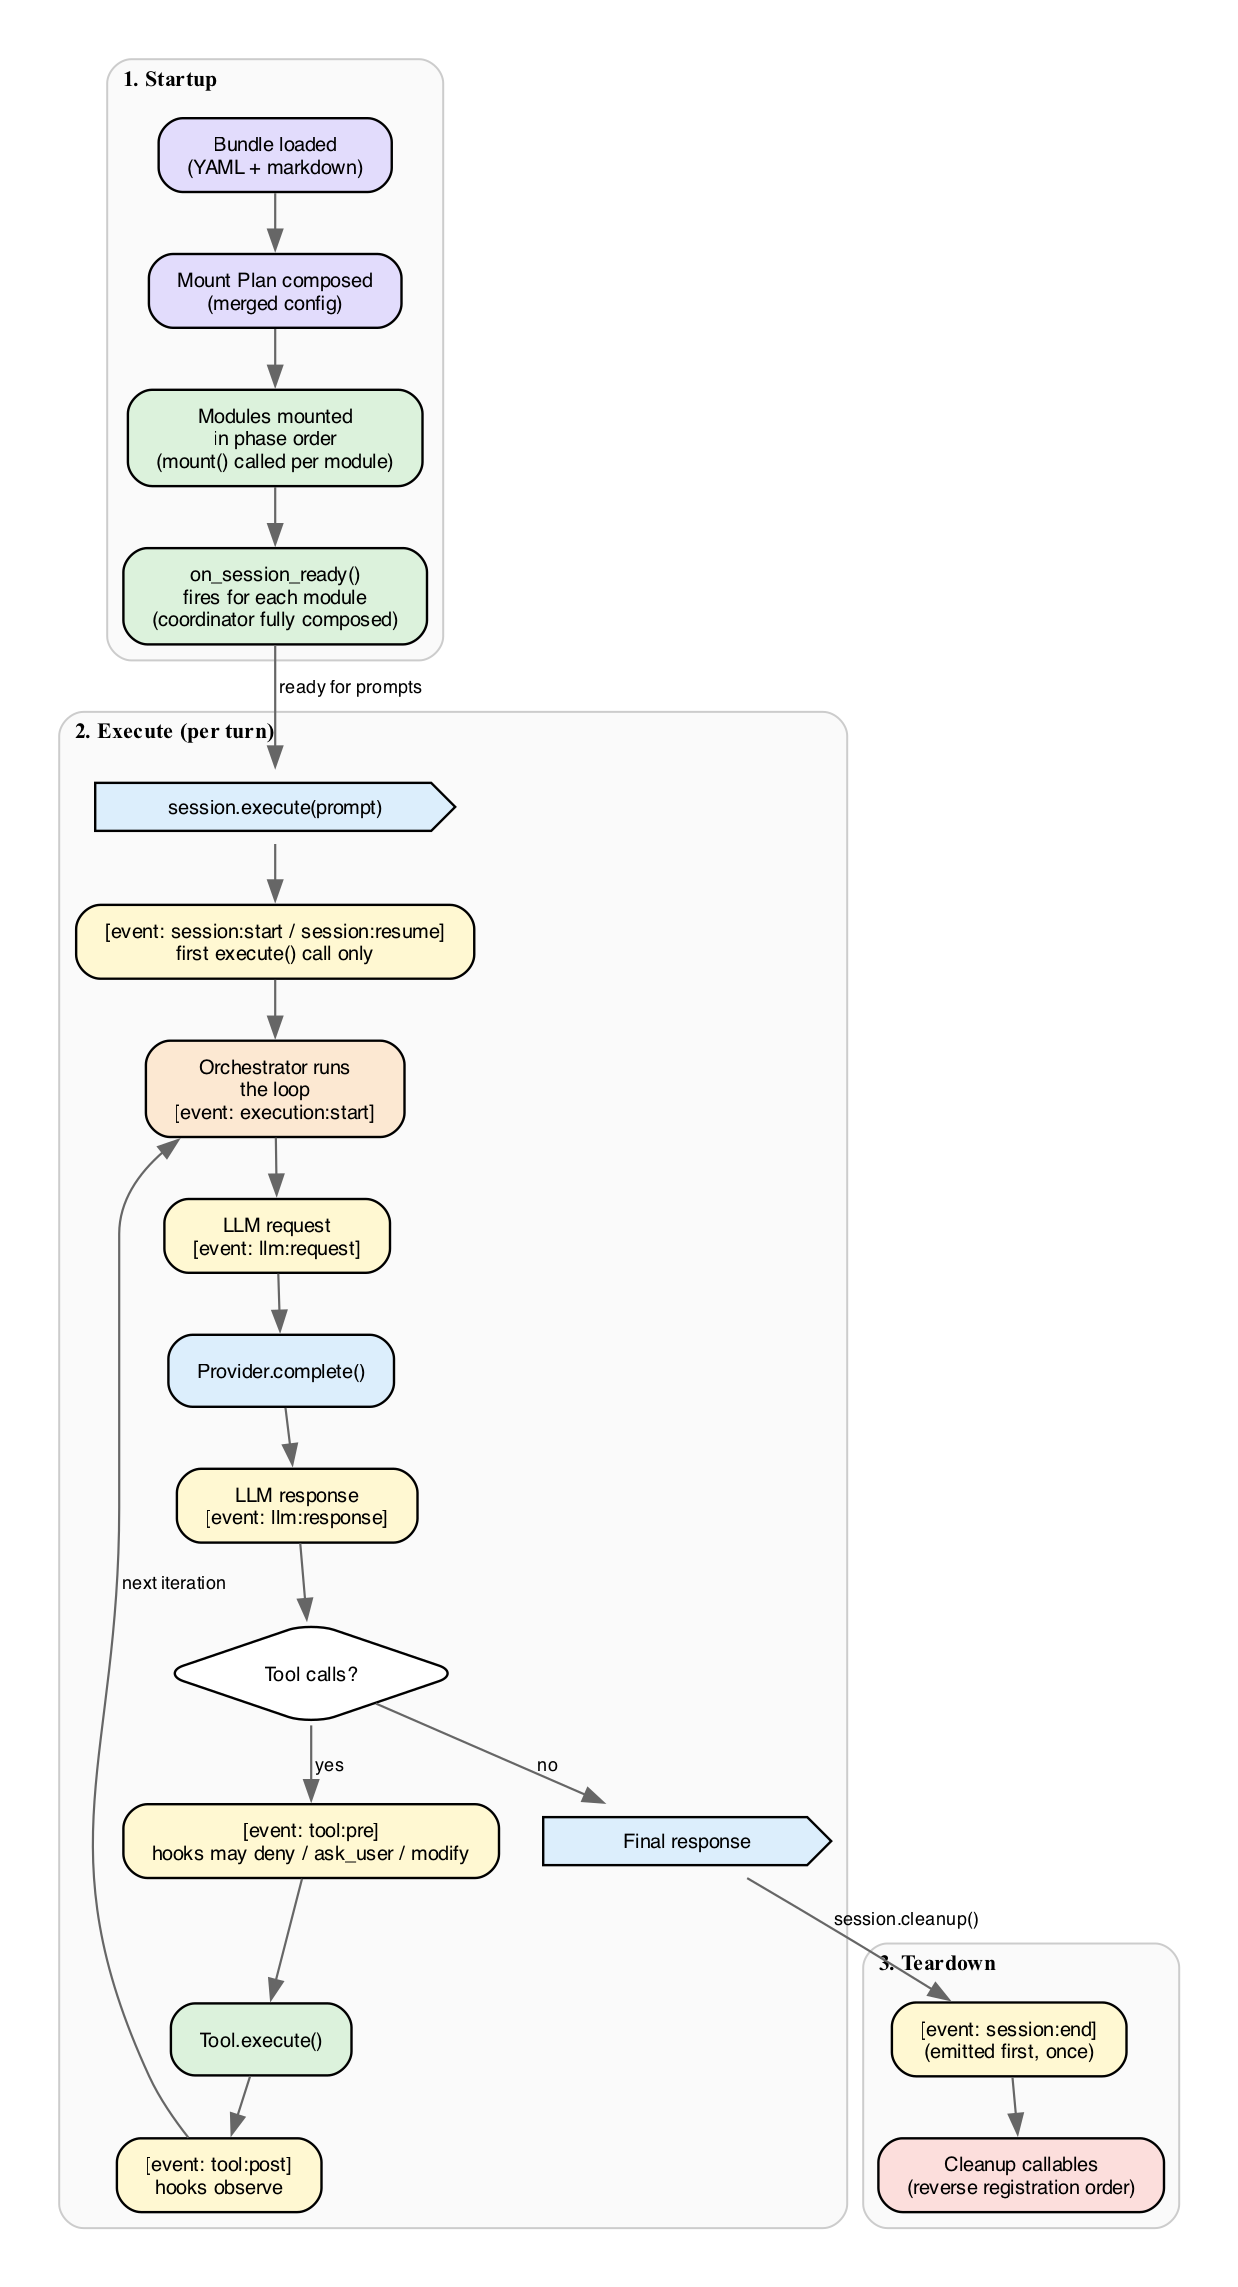 1. Startup
Bundle loaded
(YAML + markdown)
Mount Plan composed
(merged config)
Modules mounted
in phase order
(mount() called per module)
on_session_ready()
fires for each module
(coordinator fully composed)
ready for prompts
2. Execute (per turn)
session.execute(prompt)
[event: session:start / session:resume]
first execute() call only
Orchestrator runs
the loop
[event: execution:start]
LLM request
[event: llm:request]
Provider.complete()
LLM response
[event: llm:response]
next iteration
Tool calls?
yes
no
[event: tool:pre]
hooks may deny / ask_user / modify
Final response
session.cleanup()
3. Teardown
[event: session:end]
(emitted first, once)
Tool.execute()
[event: tool:post]
hooks observe
Cleanup callables
(reverse registration order)